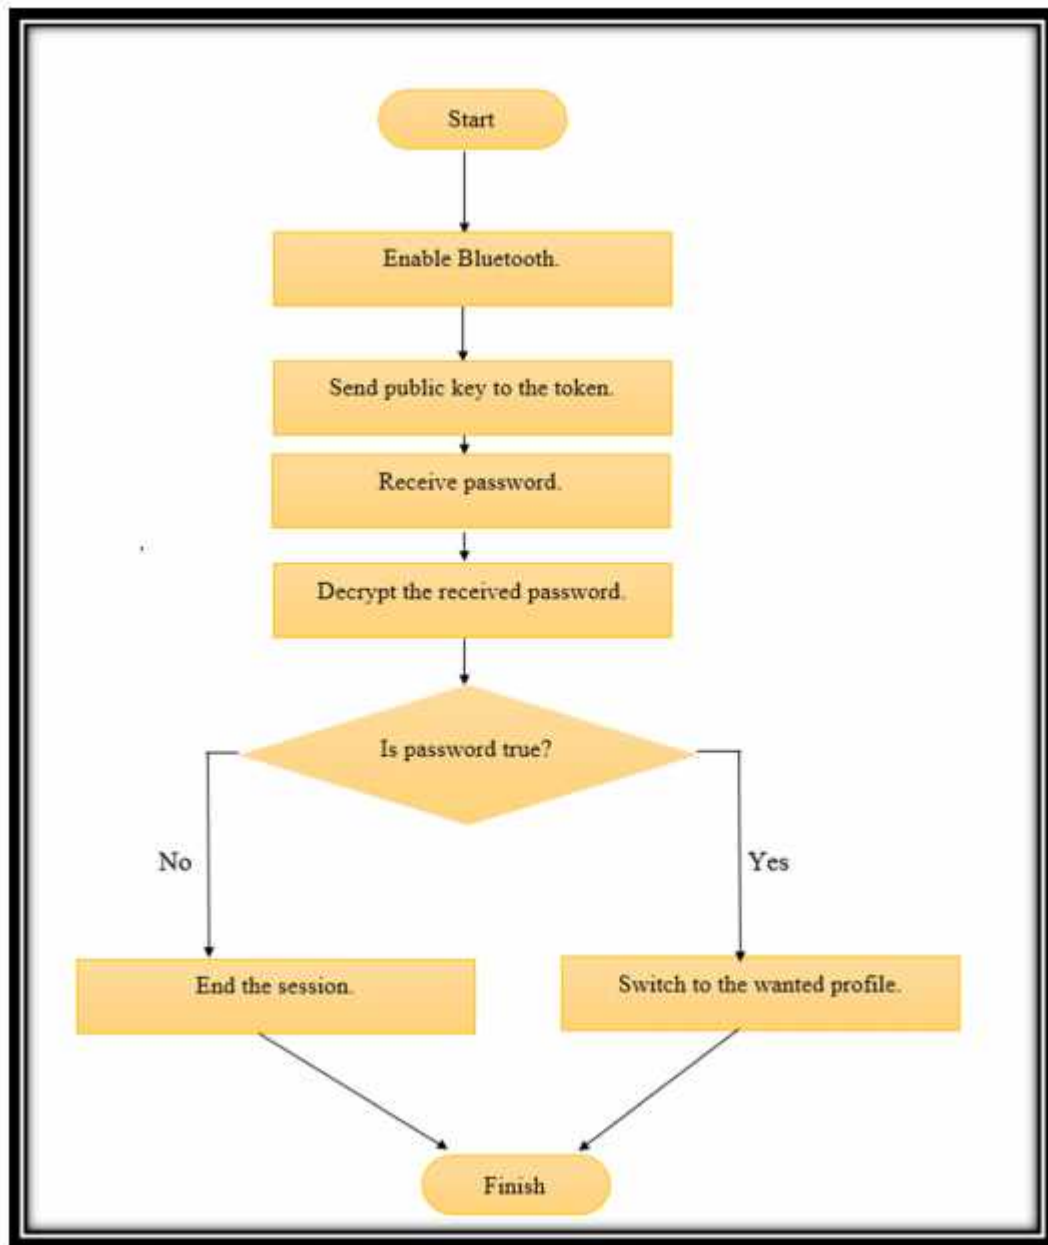 Start
Enable Bluetooth.
Send public key to the token.
Receive password.
Decrypt the received password.
Is password true?
No
Yes
End the session.
Switch to the wanted profile.
Finish